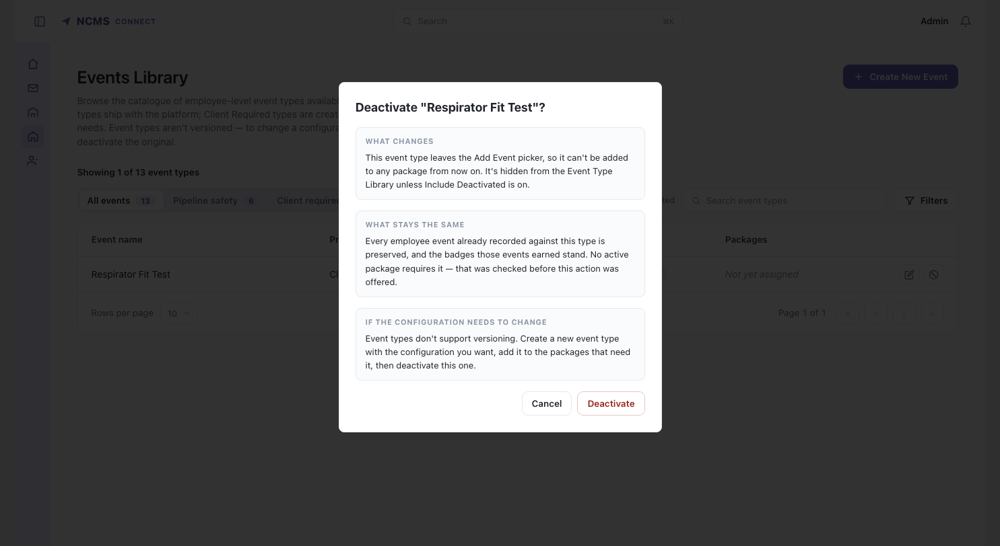 NCMS CONNECT
Search
⌘K
Admin
Events Library
Create New Event
Browse the catalogue of employee-level event types availab
types ship with the platform; Client Required types are creat
needs. Event types aren't versioned — to change a configura
deactivate the original.
Showing 1 of 13 event types
All events 13
Pipeline safety 6
Client required
ted
Search event types
Filters
Event name
Pr
Packages
Respirator Fit Test
Cl
Not yet assigned
Rows per page 10
Page 1 of 1
Deactivate "Respirator Fit Test"?
WHAT CHANGES
This event type leaves the Add Event picker, so it can't be added
to any package from now on. It's hidden from the Event Type
Library unless Include Deactivated is on.
WHAT STAYS THE SAME
Every employee event already recorded against this type is
preserved, and the badges those events earned stand. No active
package requires it — that was checked before this action was
offered.
IF THE CONFIGURATION NEEDS TO CHANGE
Event types don't support versioning. Create a new event type
with the configuration you want, add it to the packages that need
it, then deactivate this one.
Cancel
Deactivate